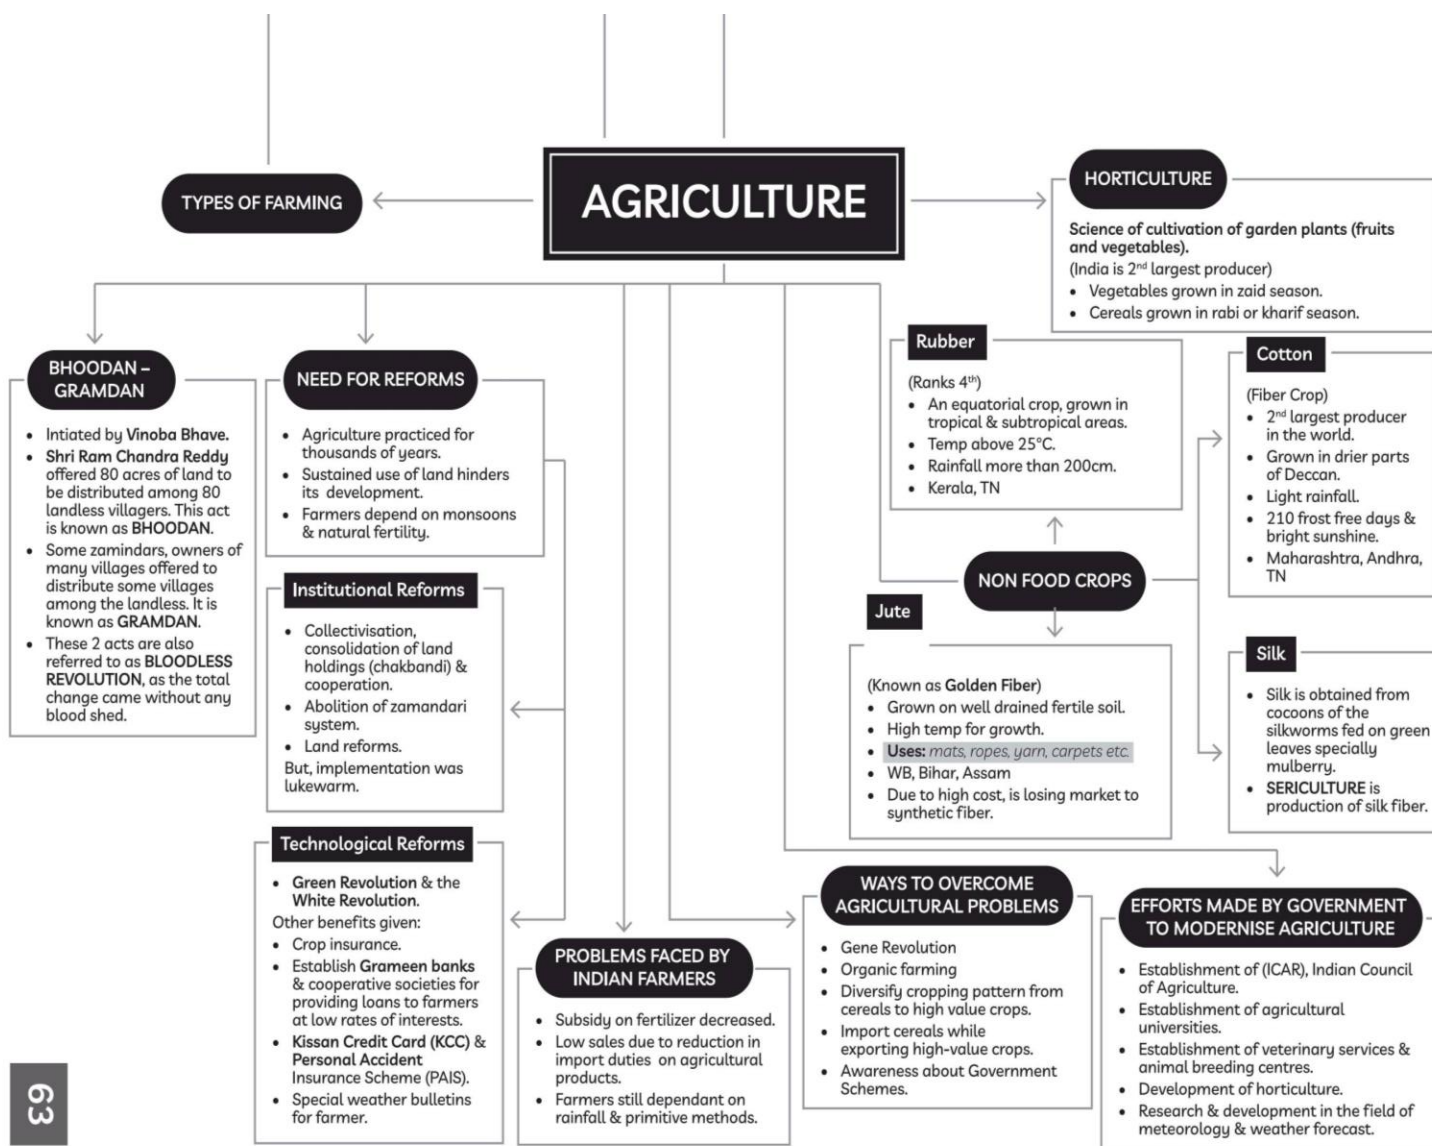 AGRICULTURE
TYPES OF FARMING
HORTICULTURE
Science of cultivation of garden plants (fruits
and vegetables).
(India is 2nd largest producer)
• Vegetables grown in zaid season.
• Cereals grown in rabi or kharif season.
BHOODAN –
GRAMDAN
• Intiated by Vinoba Bhave.
• Shri Ram Chandra Reddy
offered 80 acres of land to
be distributed among 80
landless villagers. This act
is known as BHOODAN.
• Some zamindars, owners of
many villages offered to
distribute some villages
among the landless. It is
known as GRAMDAN.
• These 2 acts are also
referred to as BLOODLESS
REVOLUTION, as the total
change came without any
blood shed.
NEED FOR REFORMS
• Agriculture practiced for
thousands of years.
• Sustained use of land hinders
its development.
• Farmers depend on monsoons
& natural fertility.
Institutional Reforms
• Collectivisation,
consolidation of land
holdings (chakbandi) &
cooperation.
• Abolition of zamandari
system.
• Land reforms.
But, implementation was
lukewarm.
Technological Reforms
• Green Revolution & the
White Revolution.
Other benefits given:
• Crop insurance.
• Establish Grameen banks
& cooperative societies for
providing loans to farmers
at low rates of interests.
• Kissan Credit Card (KCC) &
Personal Accident
Insurance Scheme (PAIS).
• Special weather bulletins
for farmer.
PROBLEMS FACED BY
INDIAN FARMERS
• Subsidy on fertilizer decreased.
• Low sales due to reduction in
import duties on agricultural
products.
• Farmers still dependant on
rainfall & primitive methods.
WAYS TO OVERCOME
AGRICULTURAL PROBLEMS
• Gene Revolution
• Organic farming
• Diversify cropping pattern from
cereals to high value crops.
• Import cereals while
exporting high-value crops.
• Awareness about Government
Schemes.
EFFORTS MADE BY GOVERNMENT
TO MODERNISE AGRICULTURE
• Establishment of (ICAR), Indian Council
of Agriculture.
• Establishment of agricultural
universities.
• Establishment of veterinary services &
animal breeding centres.
• Development of horticulture.
• Research & development in the field of
meteorology & weather forecast.
NON FOOD CROPS
Rubber
(Ranks 4th)
• An equatorial crop, grown in
tropical & subtropical areas.
• Temp above 25°C.
• Rainfall more than 200cm.
• Kerala, TN
Jute
(Known as Golden Fiber)
• Grown on well drained fertile soil.
• High temp for growth.
• Uses: mats, ropes, yarn, carpets etc.
• WB, Bihar, Assam
• Due to high cost, is losing market to
synthetic fiber.
Cotton
(Fiber Crop)
• 2nd largest producer
in the world.
• Grown in drier parts
of Deccan.
• Light rainfall.
• 210 frost free days &
bright sunshine.
• Maharashtra, Andhra,
TN
Silk
• Silk is obtained from
cocoons of the
silkworms fed on green
leaves specially
mulberry.
• SERICULTURE is
production of silk fiber.
63